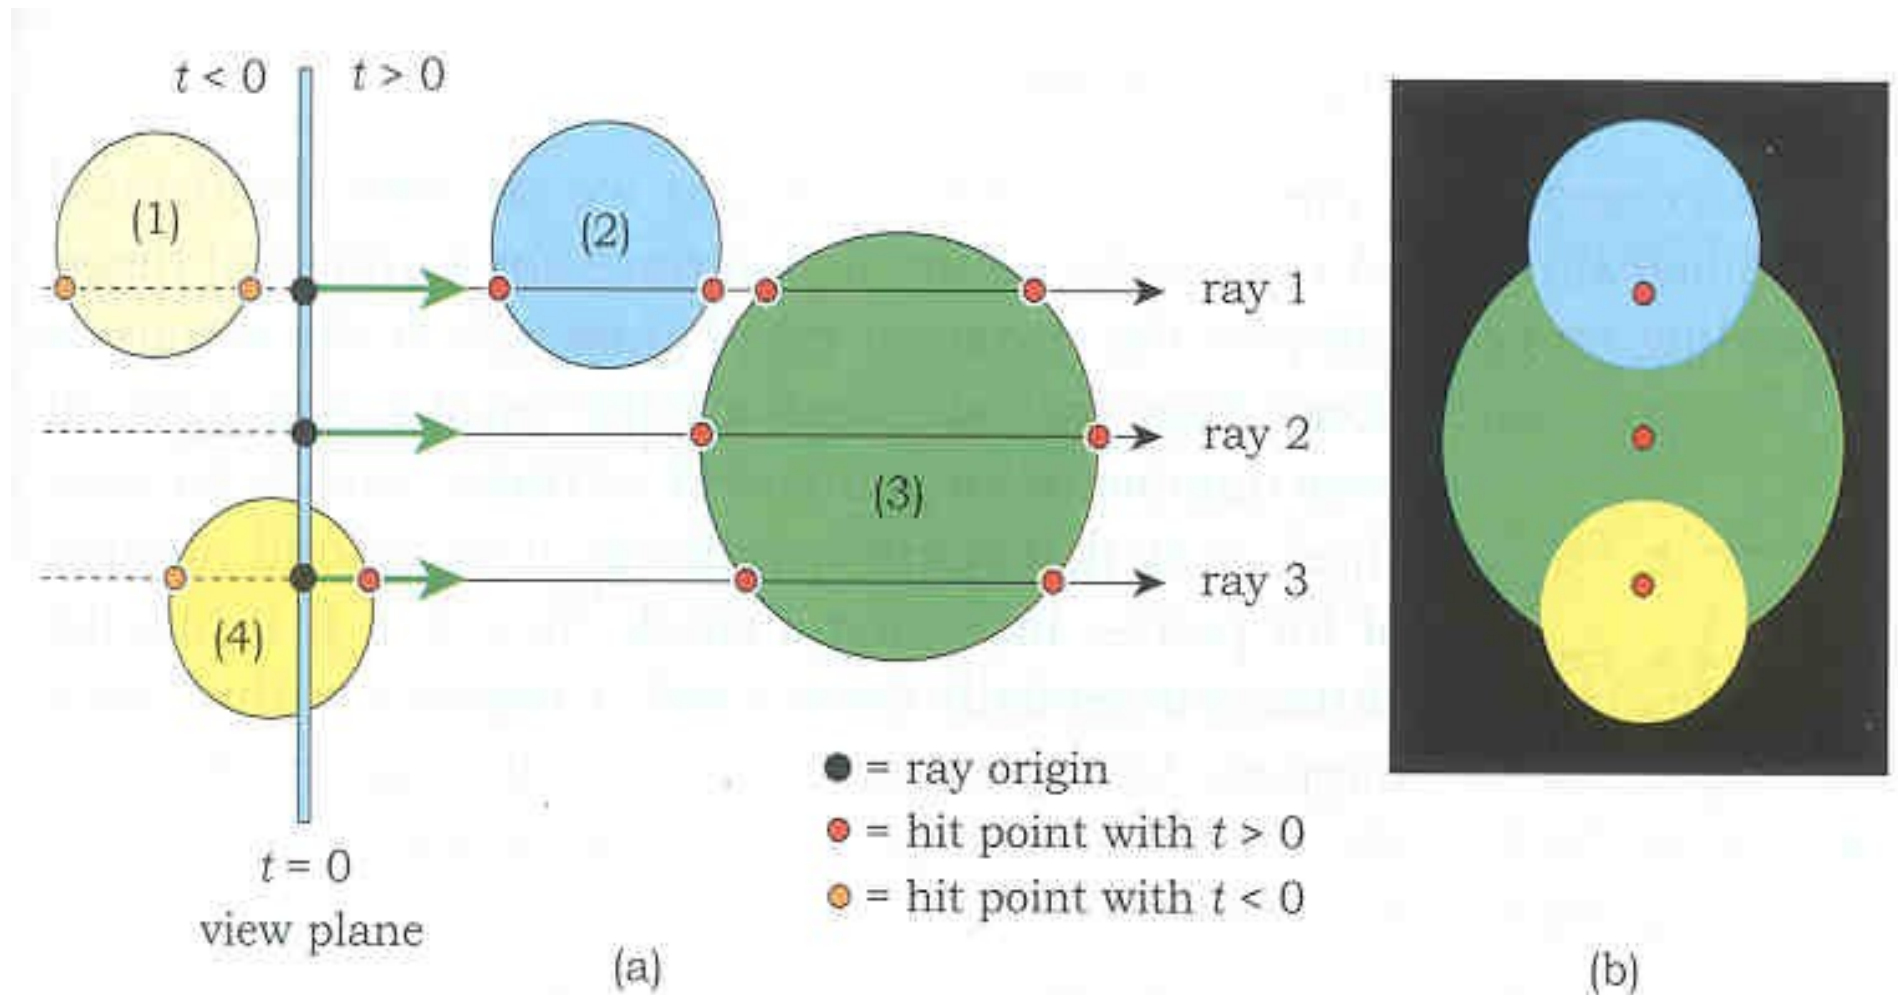 t < 0
t > 0
(1)
(2)
ray 1
ray 2
(3)
ray 3
(4)
= ray origin
= hit point with t > 0
= hit point with t < 0
t = 0
view plane
(a)
(b)